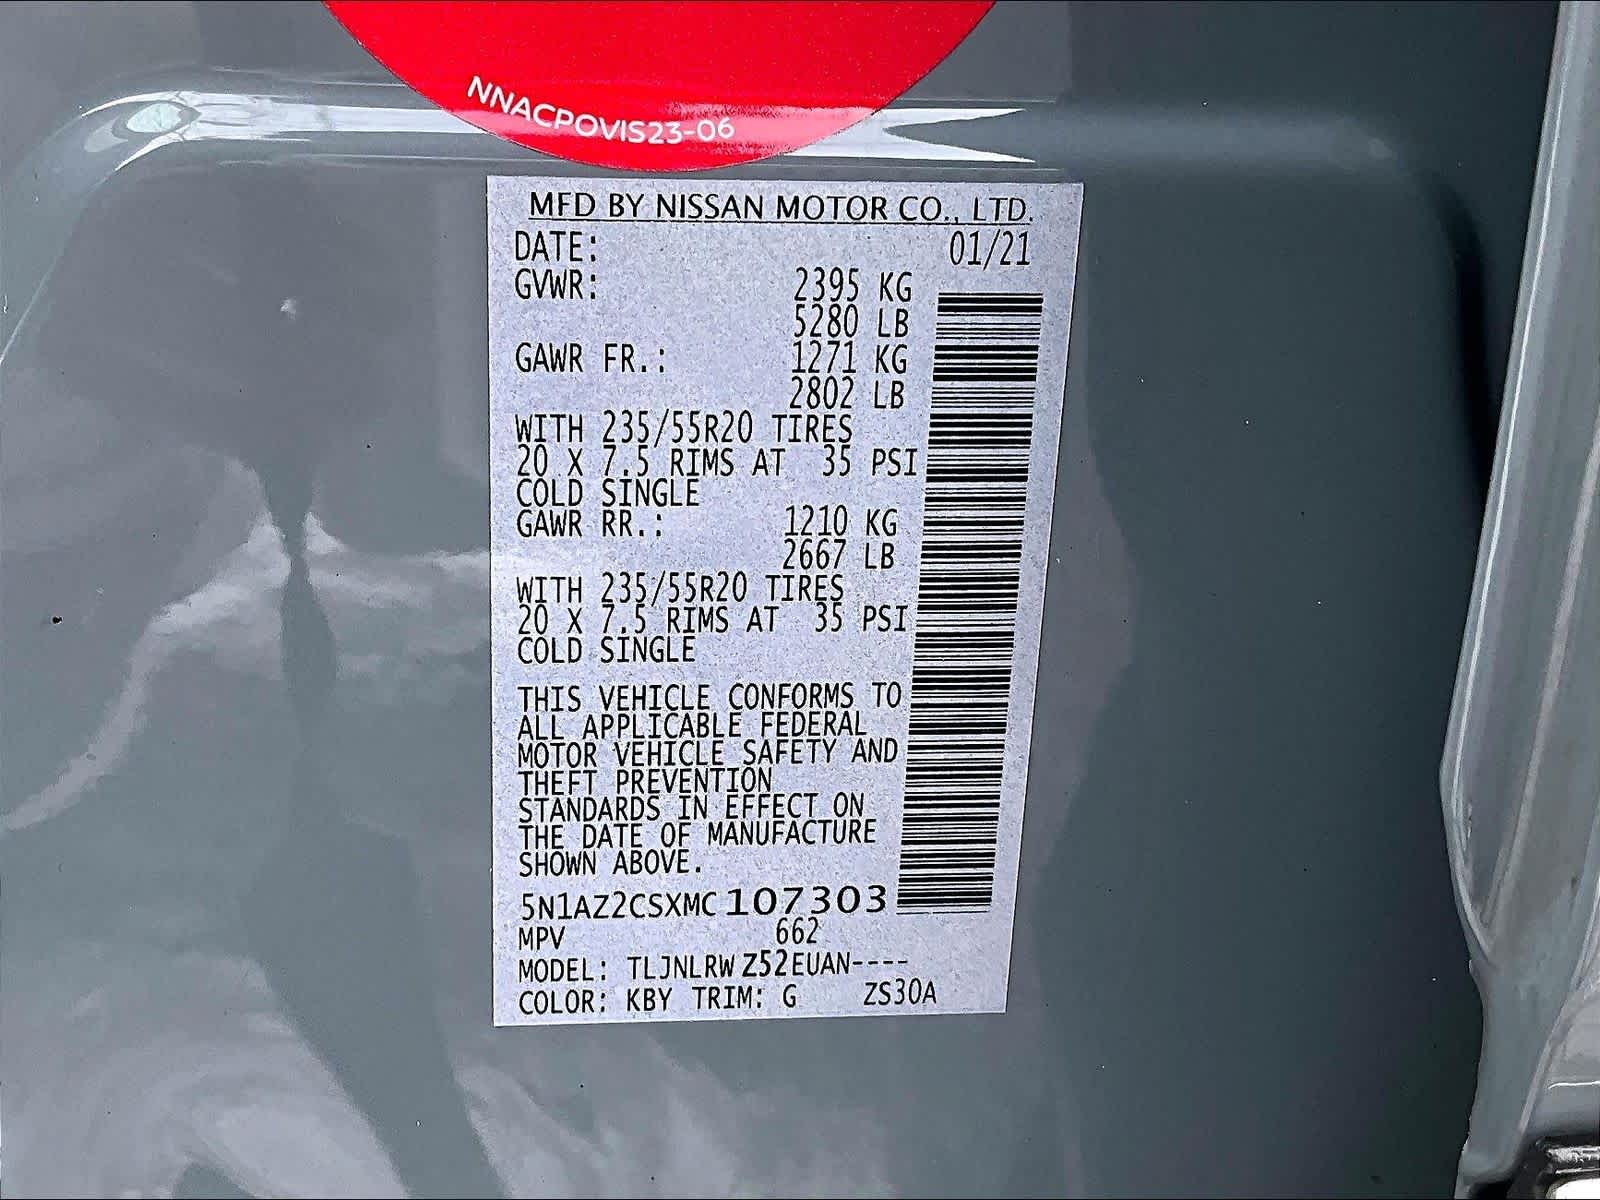 NNACPOVIS23-06
MFD BY NISSAN MOTOR CO., LTD.
DATE: 01/21
GVWR: 2395 KG
5280 LB
GAWR FR.: 1271 KG
2802 LB
WITH 235/55R20 TIRES
20 X 7.5 RIMS AT 35 PSI
COLD SINGLE
GAWR RR.: 1210 KG
2667 LB
WITH 235/55R20 TIRES
20 X 7.5 RIMS AT 35 PSI
COLD SINGLE
THIS VEHICLE CONFORMS TO
ALL APPLICABLE FEDERAL
MOTOR VEHICLE SAFETY AND
THEFT PREVENTION
STANDARDS IN EFFECT ON
THE DATE OF MANUFACTURE
SHOWN ABOVE.
5N1AZ2CSXMC107303
MPV 662
MODEL: TLJNLRWZ52EUAN----
COLOR: KBY TRIM: G ZS30A